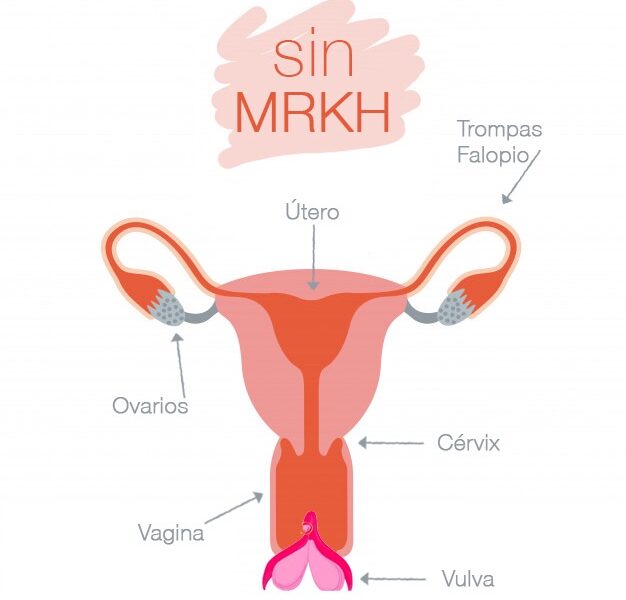 sin
MRKH
Trompas
Falopio
Útero
Ovarios
Cérvix
Vagina
Vulva